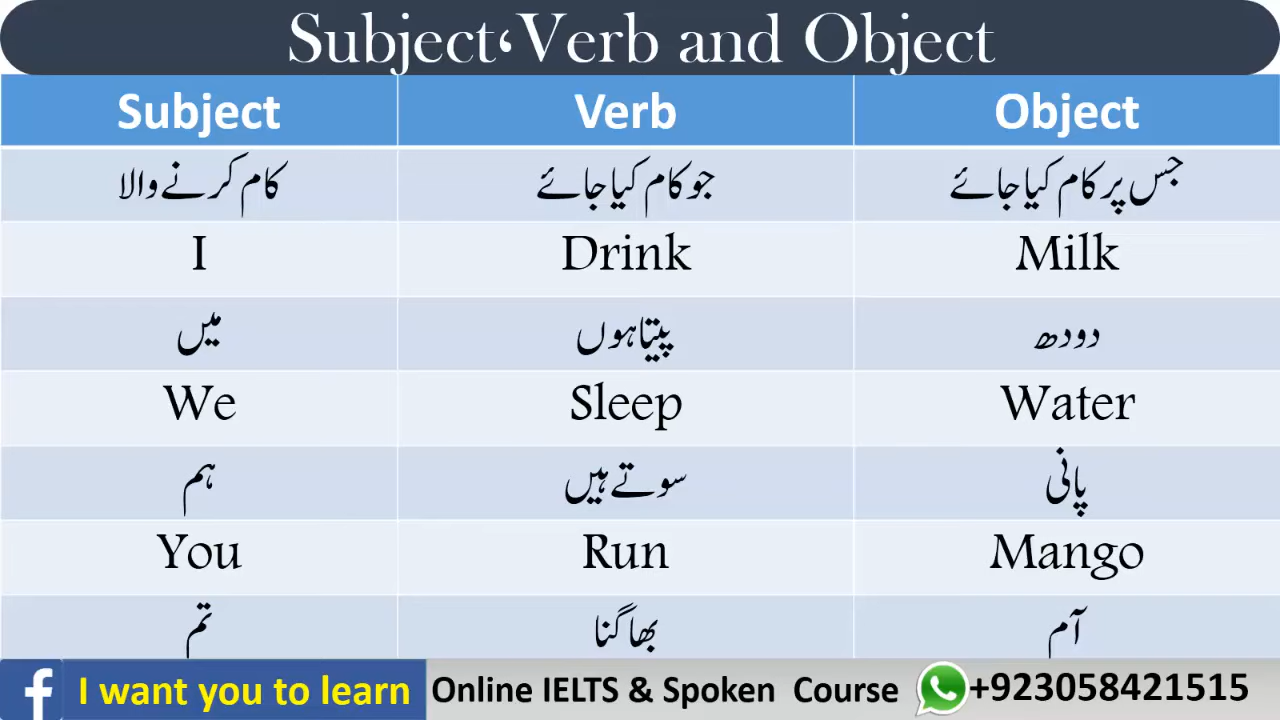 Subject،Verb and Object
Subject Verb Object
کام کرنے والا جو کام کیا جائے جس پر کام کیا جائے
I Drink Milk
میں پیتا ہوں دودھ
We Sleep Water
ہم سوتے ہیں پانی
You Run Mango
تم بھاگنا آم
f I want you to learn Online IELTS & Spoken Course +923058421515